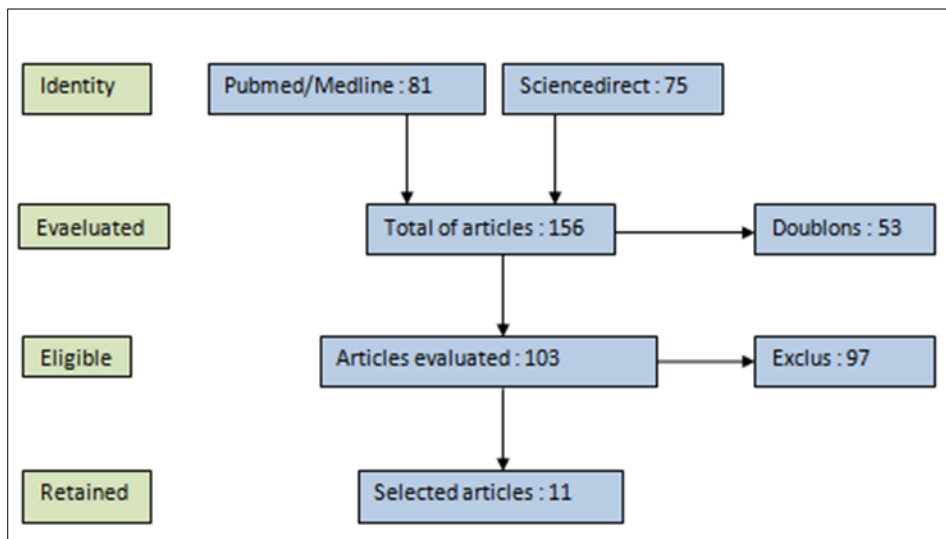 Identity
Pubmed/Medline : 81
Sciencedirect : 75
Evaeluated
Total of articles : 156
Doublons : 53
Eligible
Articles evaluated : 103
Exclus : 97
Retained
Selected articles : 11